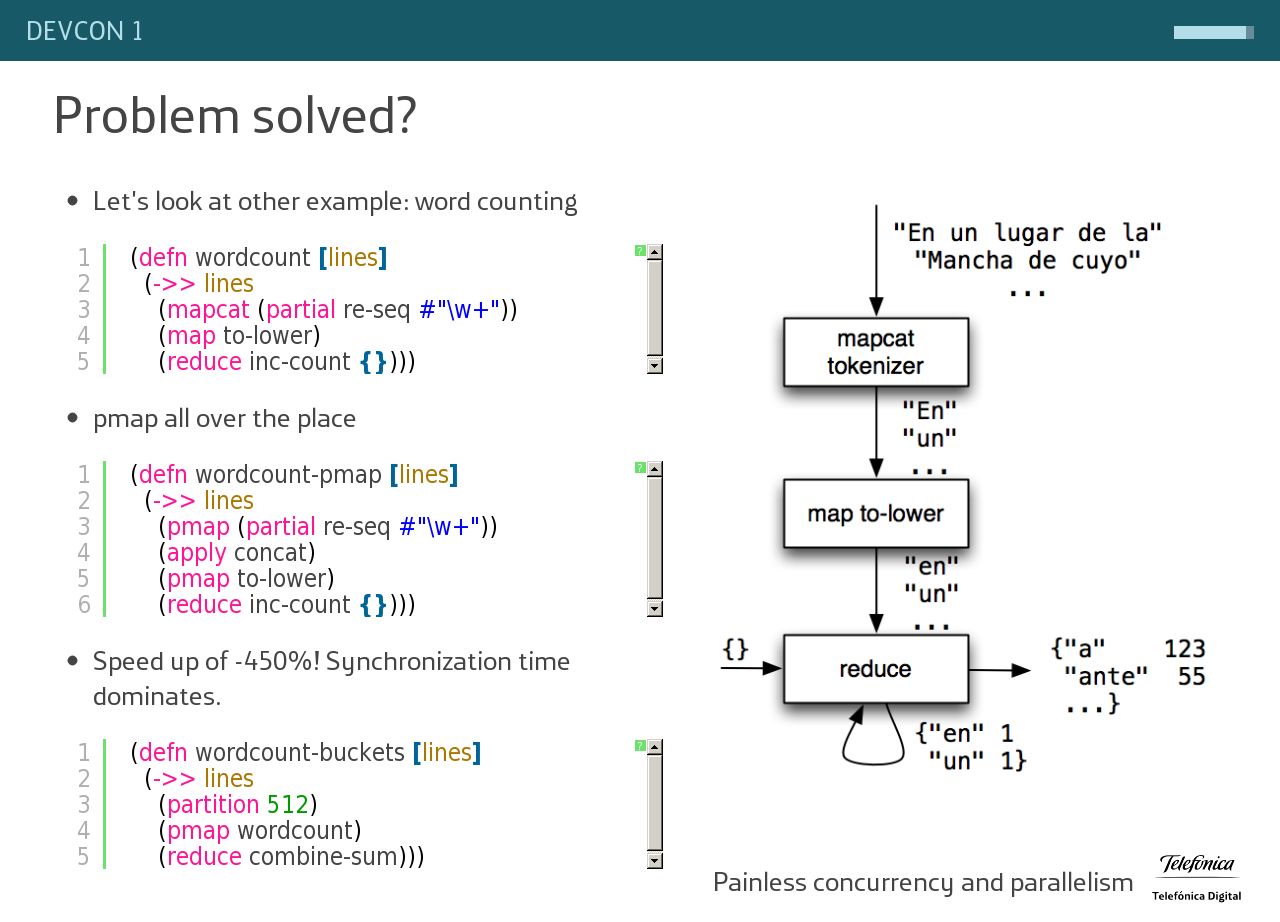 DEVCON 1
Problem solved?
Let's look at other example: word counting
1 (defn wordcount [lines]
2 (->> lines
3 (mapcat (partial re-seq #"\w+"))
4 (map to-lower)
5 (reduce inc-count {})))
?
pmap all over the place
1 (defn wordcount-pmap [lines]
2 (->> lines
3 (pmap (partial re-seq #"\w+"))
4 (apply concat)
5 (pmap to-lower)
6 (reduce inc-count {})))
?
Speed up of -450%! Synchronization time
dominates.
1 (defn wordcount-buckets [lines]
2 (->> lines
3 (partition 512)
4 (pmap wordcount)
5 (reduce combine-sum)))
?
"En un lugar de la"
"Mancha de cuyo"
...
mapcat
tokenizer
"En"
"un"
...
map to-lower
"en"
"un"
...
{}
reduce
{"a" 123
"ante" 55
...}
{"en" 1
"un" 1}
Painless concurrency and parallelism
Telefónica
Telefónica Digital